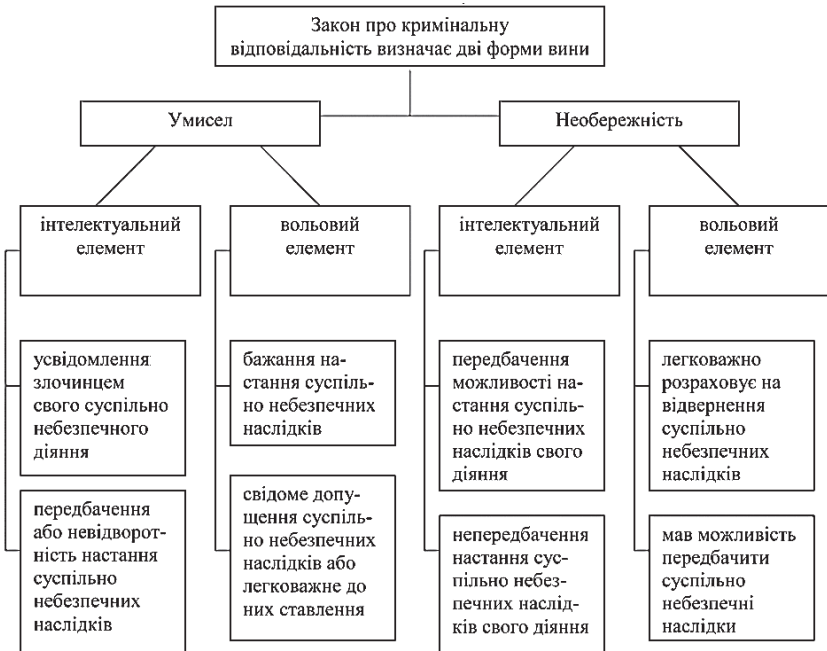 Закон про кримінальну
відповідальність визначає дві форми вини
Умисел
Необережність
інтелектуальний
елемент
вольовий
елемент
інтелектуальний
елемент
вольовий
елемент
усвідомлення
злочинцем
свого суспільно
небезпечного
діяння
бажання на-
стання суспіль-
но небезпечних
наслідків
передбачення
можливості на-
стання суспіль-
но небезпечних
наслідків свого
діяння
легковажно
розраховує на
відвернення
суспільно
небезпечних
наслідків
передбачення
або невідворот-
ність настання
суспільно
небезпечних
наслідків
свідоме допу-
щення суспіль-
но небезпечних
наслідків або
легковажне до
них ставлення
непередбачення
настання сус-
пільно небез-
печних наслід-
ків свого діяння
мав можливість
передбачити
суспільно
небезпечні
наслідки